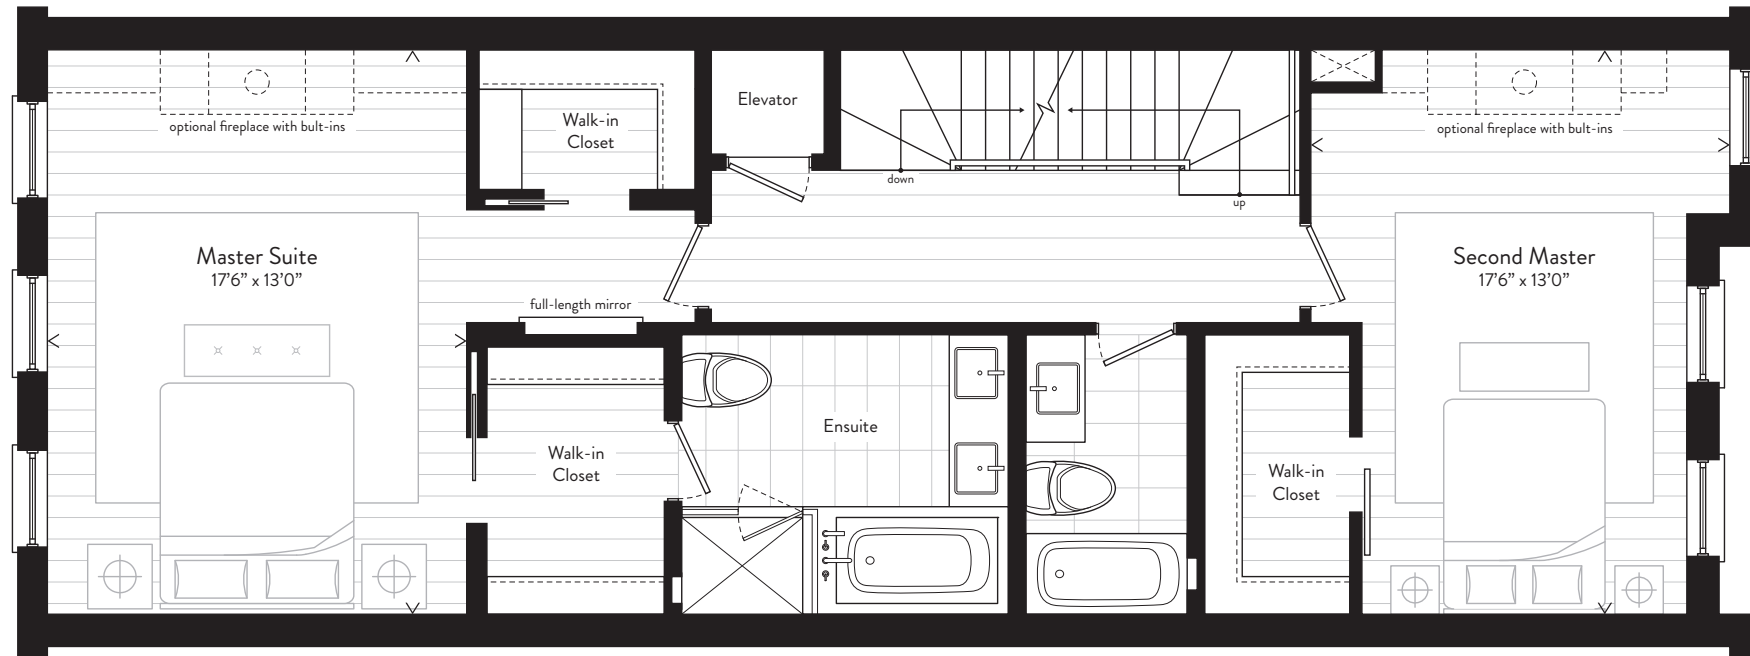 optional fireplace with bult-ins
Walk-in
Closet
Elevator
down
up
optional fireplace with bult-ins
Master Suite
17'6” x 13'0”
full-length mirror
Second Master
17'6” x 13'0”
Walk-in
Closet
Ensuite
Walk-in
Closet